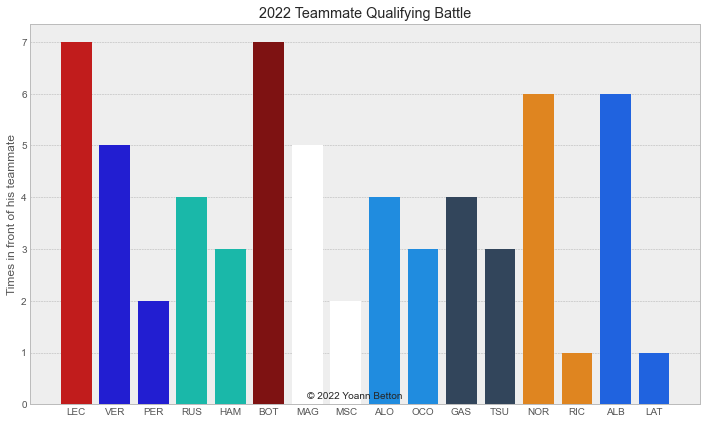 2022 Teammate Qualifying Battle
Times in front of his teammate
7
6
5
4
3
2
1
0
© 2022 Yoann Betton
LEC VER PER RUS HAM BOT MAG MSC ALO OCO GAS TSU NOR RIC ALB LAT